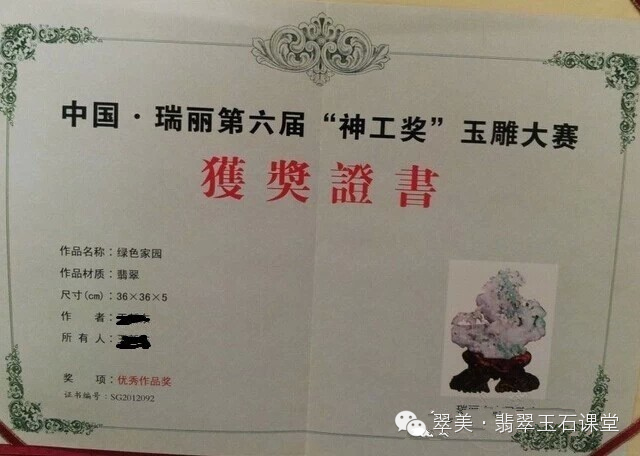 中国·瑞丽第六届“神工奖”玉雕大赛
獲獎證書
作品名称：绿色家园
作品材质：翡翠
尺寸(cm)：36×36×5
作 者
所 有 人
奖 项：优秀作品奖
证书编号：SG2012092
翠美·翡翠玉石课堂